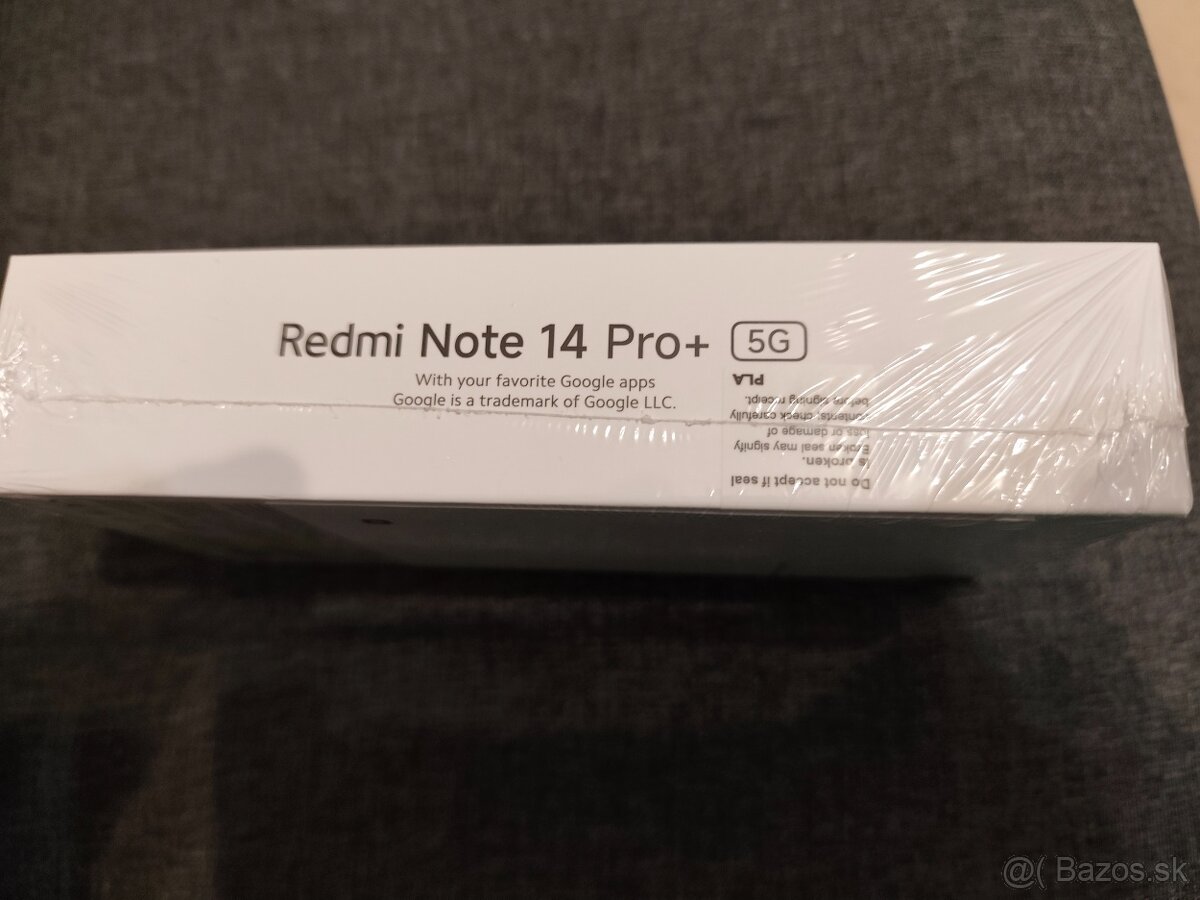 Redmi Note 14 Pro+ 5G
With your favorite Google apps
Google is a trademark of Google LLC.
Do not accept if seal
is broken.
Broken seal may signify
loss or damage of
contents; check carefully
before signing receipt.
PLA
@( Bazos.sk